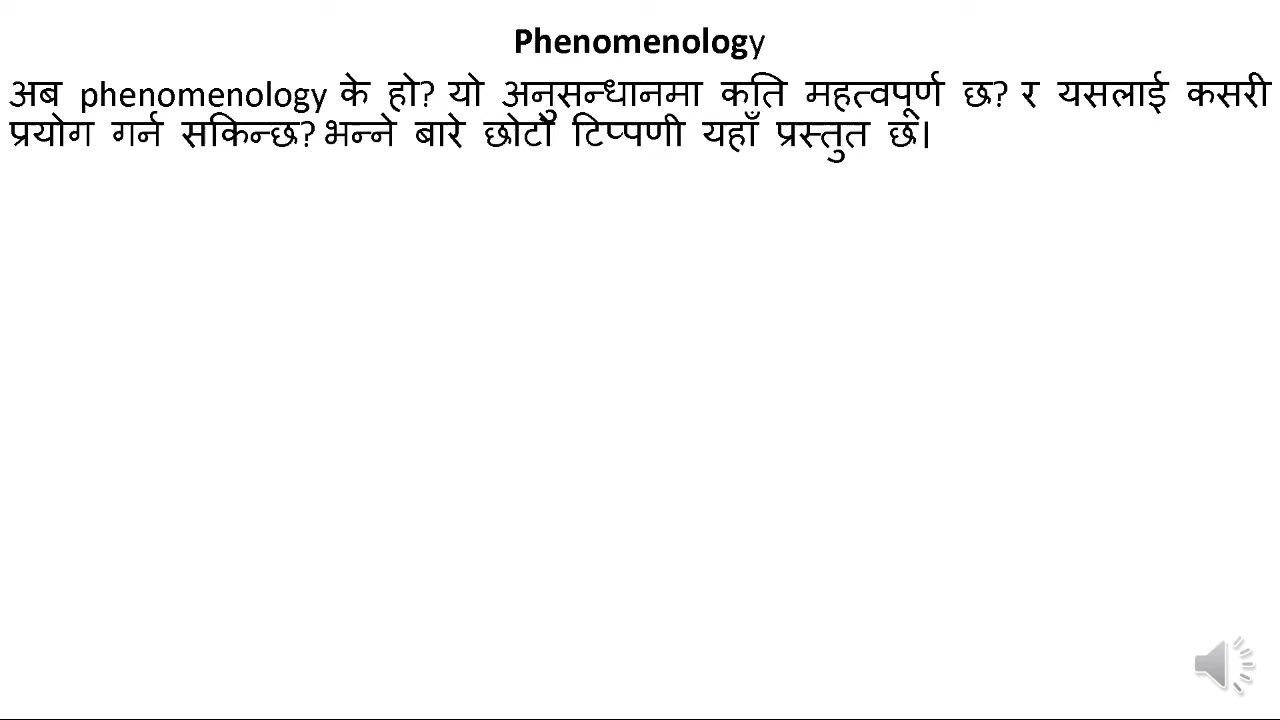 Phenomenology
अब phenomenology के हो? यो अनुसन्धानमा कति महत्वपूर्ण छ? र यसलाई कसरी
प्रयोग गर्न सकिन्छ? भन्ने बारे छोटो टिप्पणी यहाँ प्रस्तुत छ।